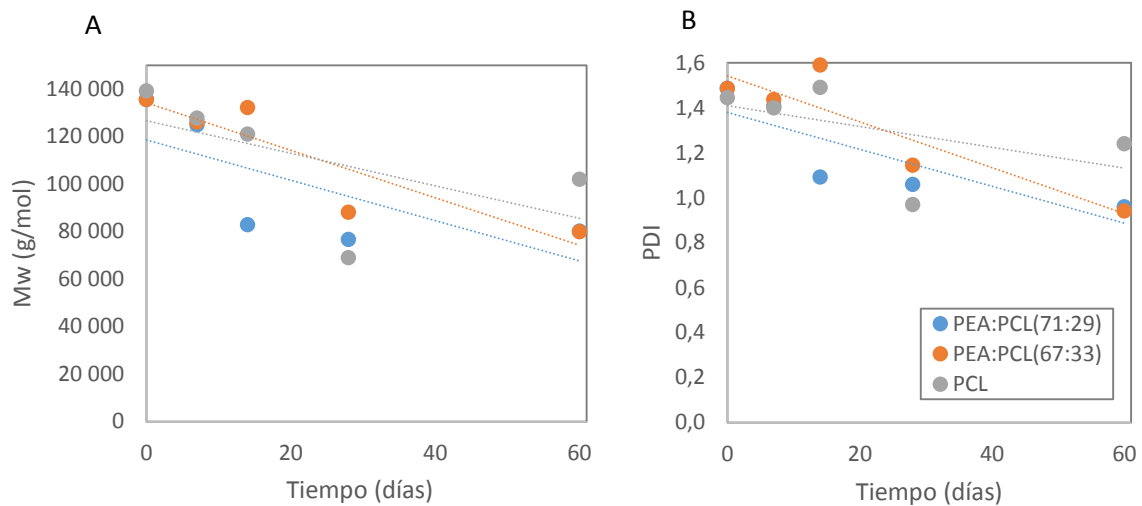 A
Mw (g/mol)
140 000
120 000
100 000
80 000
60 000
40 000
20 000
0
0 20 40 60
Tiempo (días)
B
PDI
1,6
1,4
1,2
1,0
0,8
0,6
0,4
0,2
0,0
PEA:PCL(71:29)
PEA:PCL(67:33)
PCL
0 20 40 60
Tiempo (días)